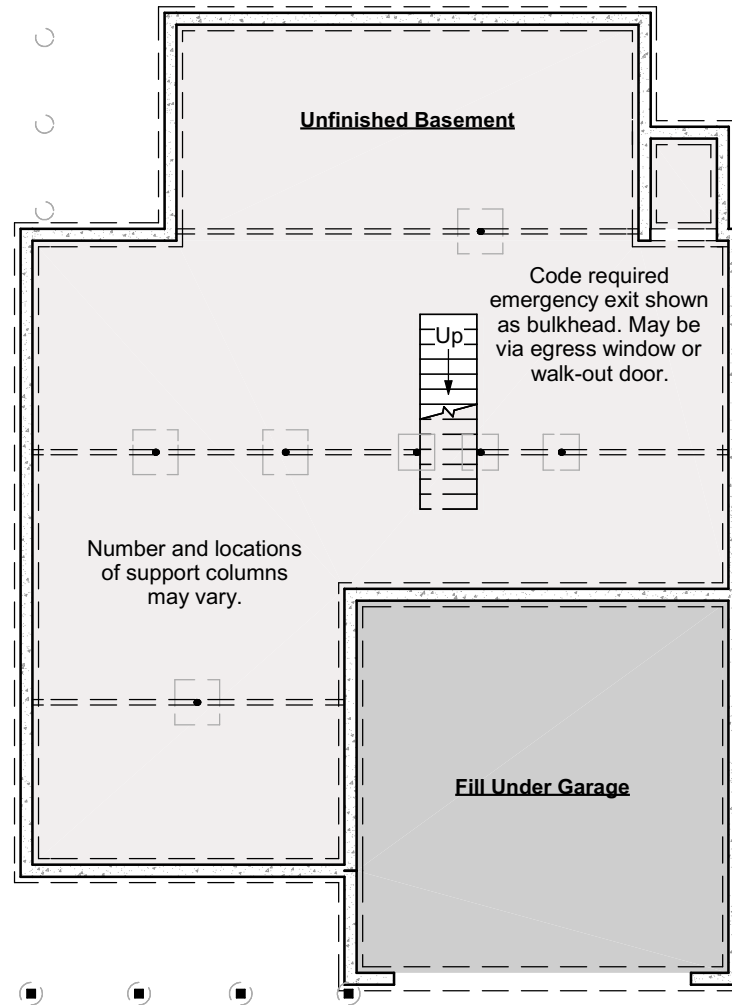 Unfinished Basement
Code required
emergency exit shown
as bulkhead. May be
via egress window or
walk-out door.
Up
Number and locations
of support columns
may vary.
Fill Under Garage